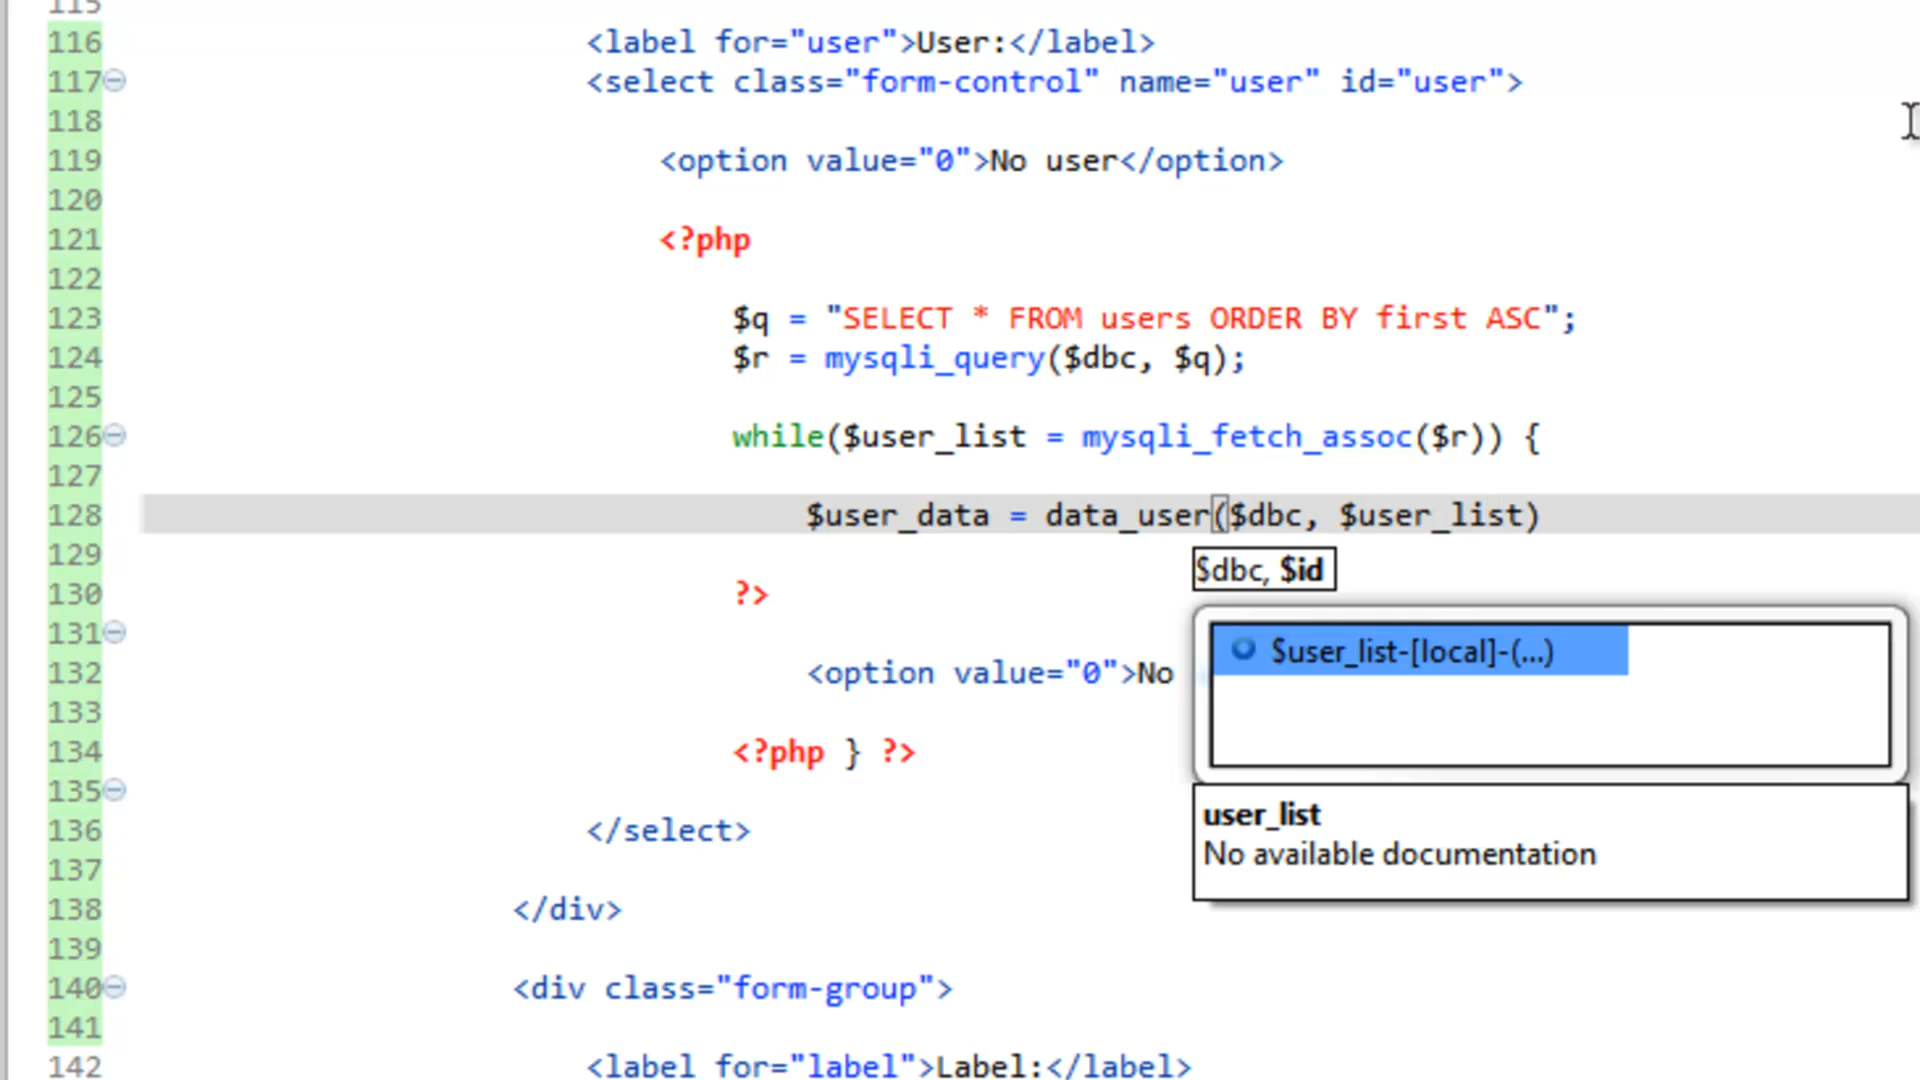 115
116 <label for="user">User:</label>
117 <select class="form-control" name="user" id="user">
118
119 <option value="0">No user</option>
120
121 <?php
122
123 $q = "SELECT * FROM users ORDER BY first ASC";
124 $r = mysqli_query($dbc, $q);
125
126 while($user_list = mysqli_fetch_assoc($r)) {
127
128 $user_data = data_user($dbc, $user_list)
129
$dbc, $id
130 ?>
131
$user_list-[local]-(...)
132 <option value="0">No
133
134 <?php } ?>
135
user_list
136 </select>
No available documentation
137
138 </div>
139
140 <div class="form-group">
141
142 <label for="label">Label:</label>